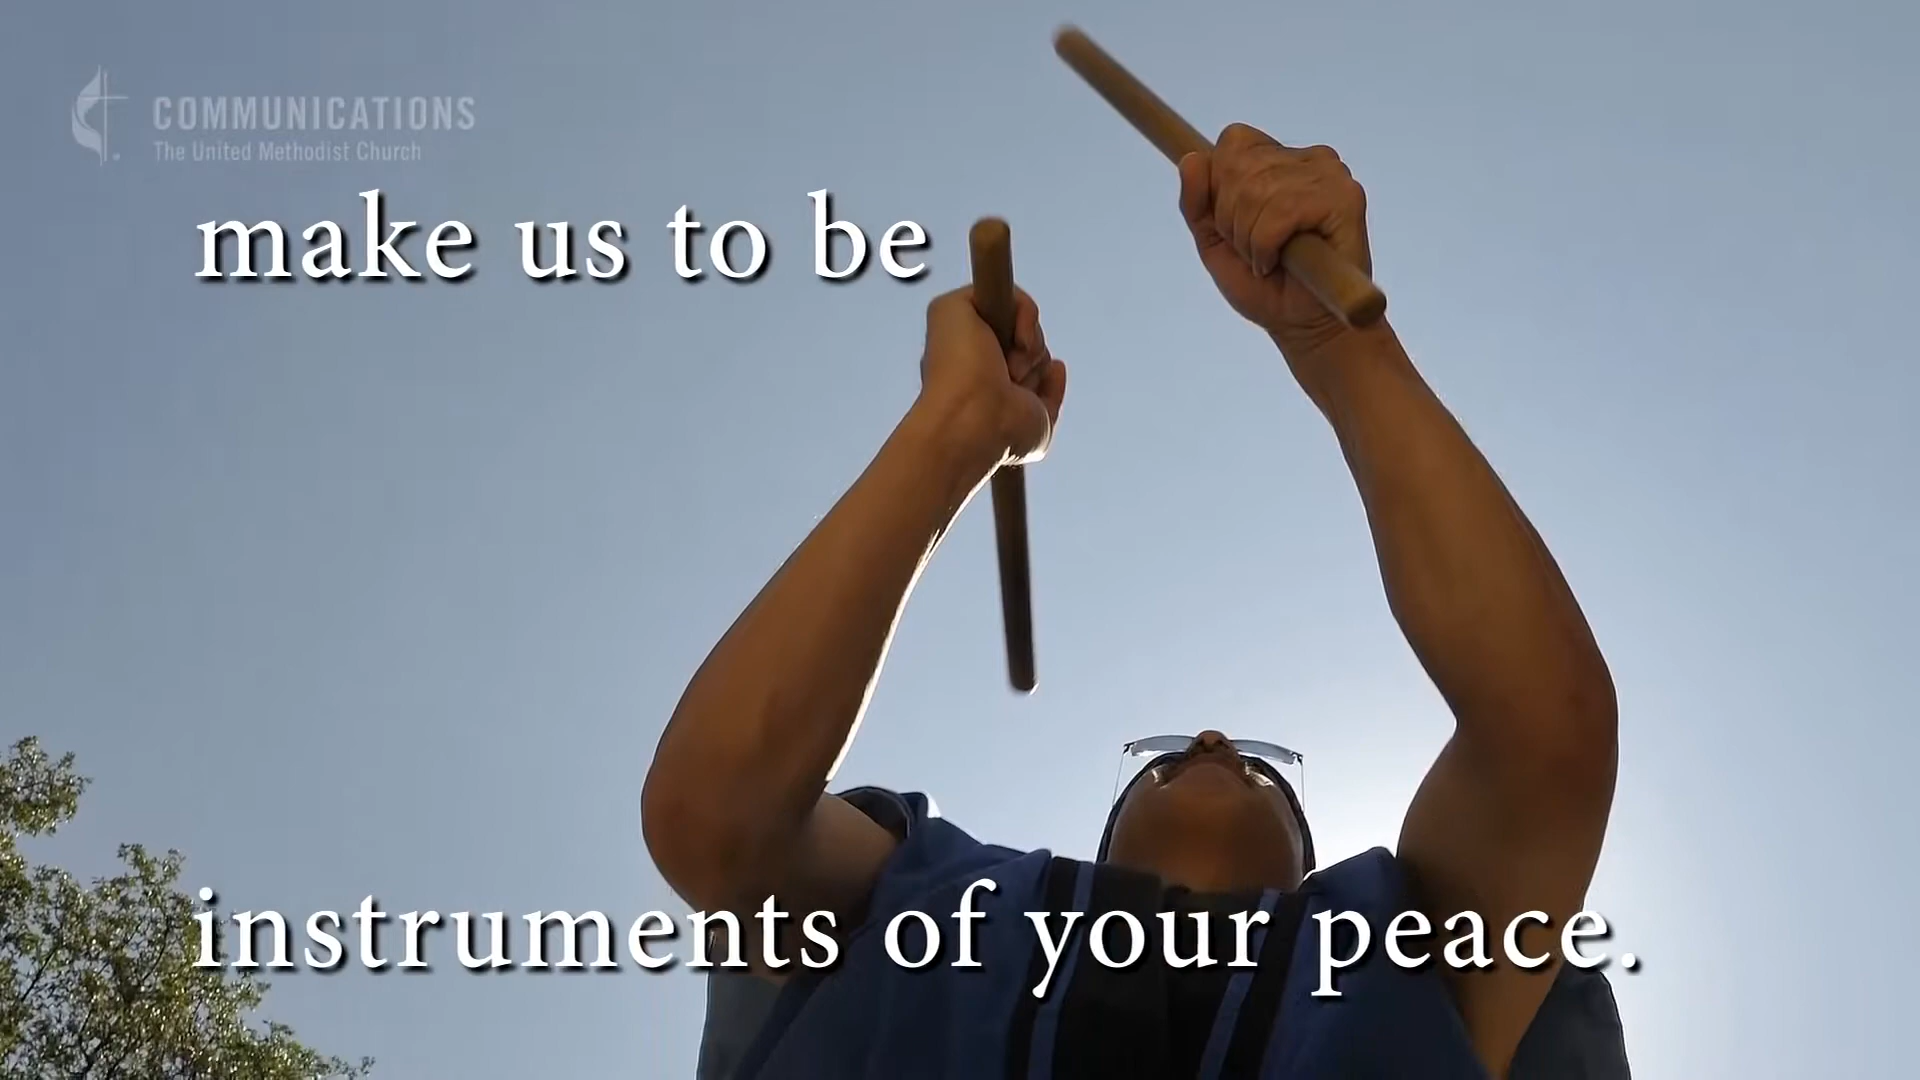 COMMUNICATIONS
The United Methodist Church
make us to be
instruments of your peace.